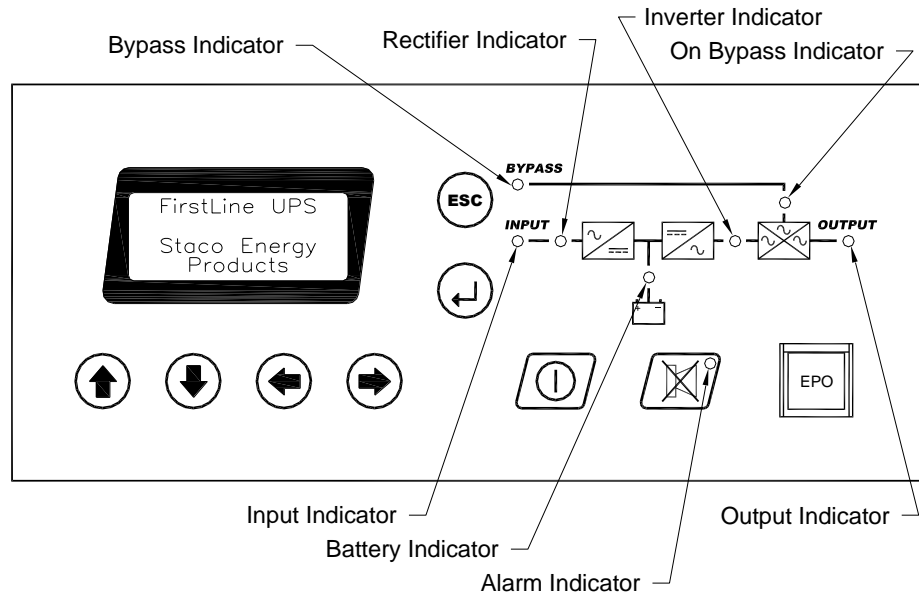 Inverter Indicator
Bypass Indicator
Rectifier Indicator
On Bypass Indicator
BYPASS
ESC
FirstLine UPS
INPUT
OUTPUT
Staco Energy
Products
EPO
Input Indicator
Output Indicator
Battery Indicator
Alarm Indicator